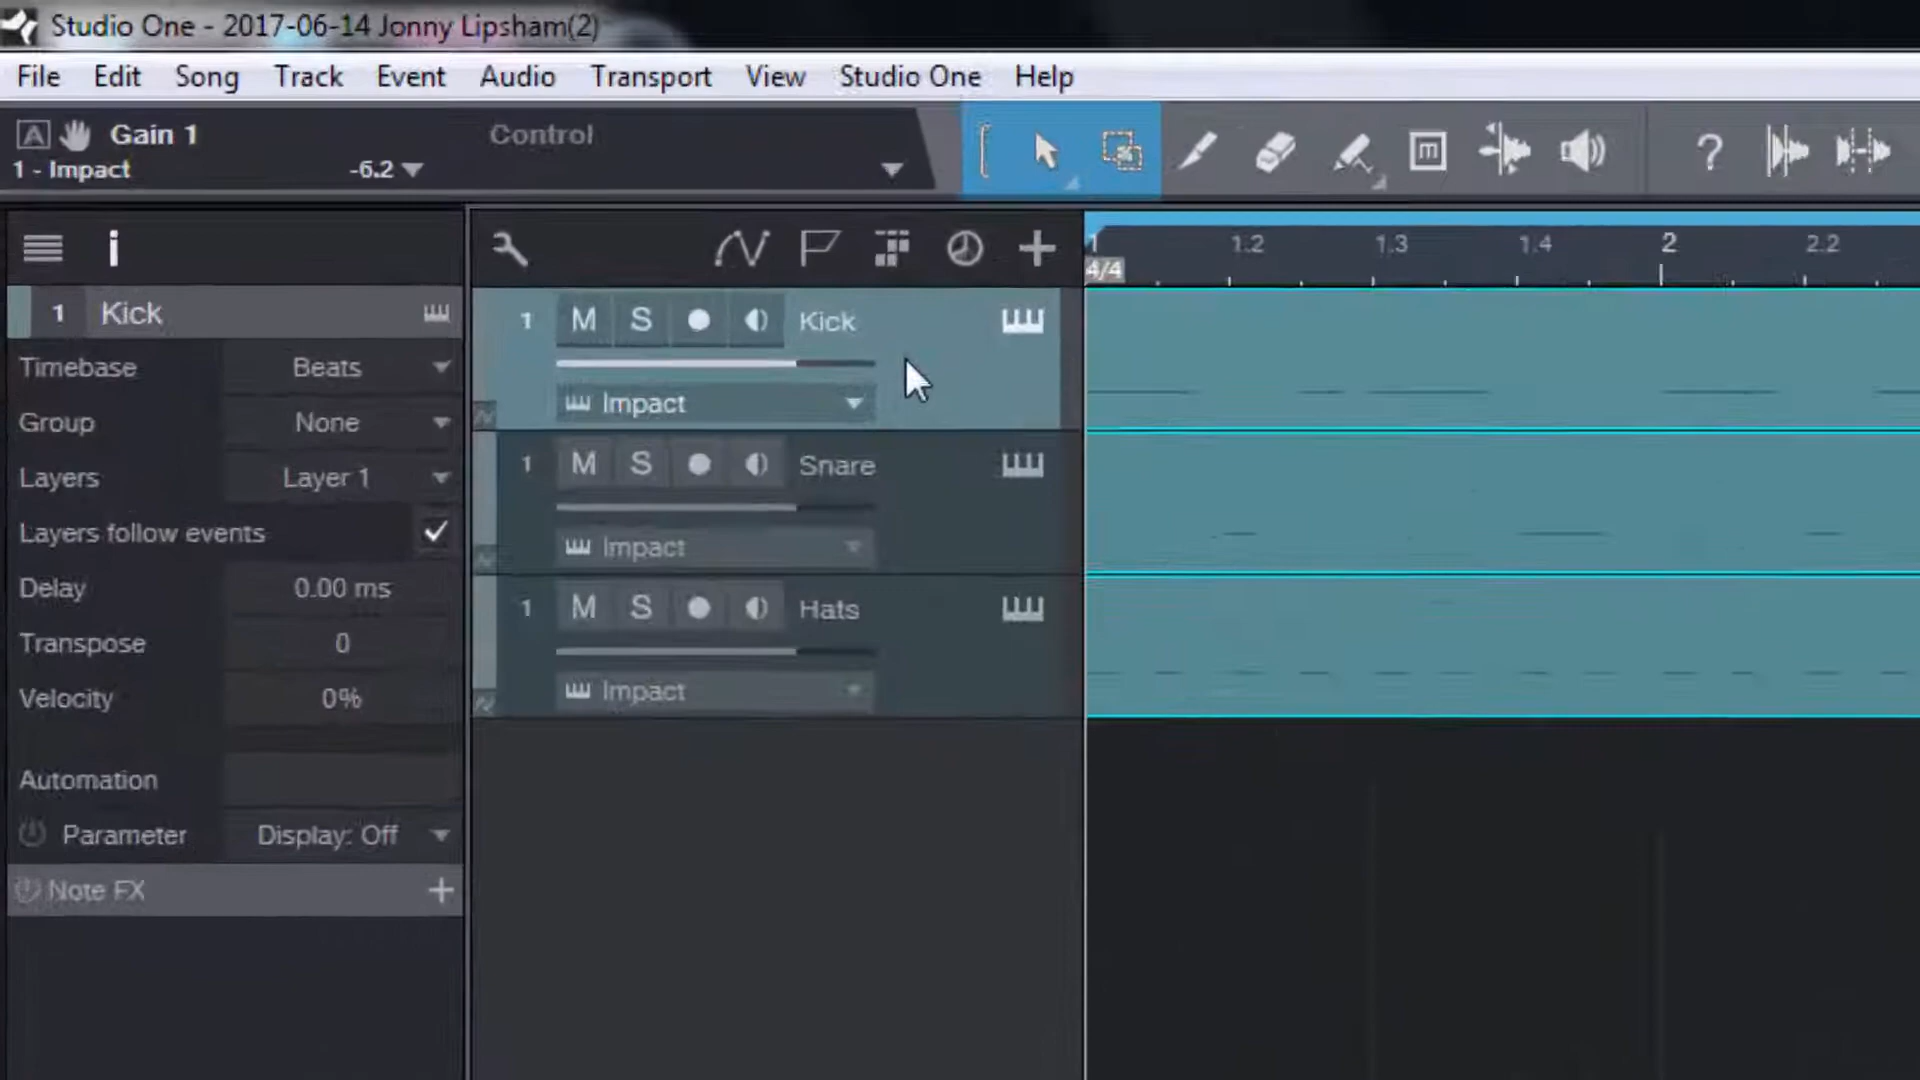 Studio One - 2017-06-14 Jonny Lipsham(2)
File Edit Song Track Event Audio Transport View Studio One Help
A Gain 1 Control
1 - Impact -6.2
m ?
i
1 1.2 1.3 1.4 2 2.2
4/4
1 Kick
1 M S Kick
Timebase Beats
Impact
Group None
1 M S Snare
Layers Layer 1
Layers follow events
Impact
Delay 0.00 ms
1 M S Hats
Transpose 0
Velocity 0%
Impact
Automation
Parameter Display: Off
Note FX